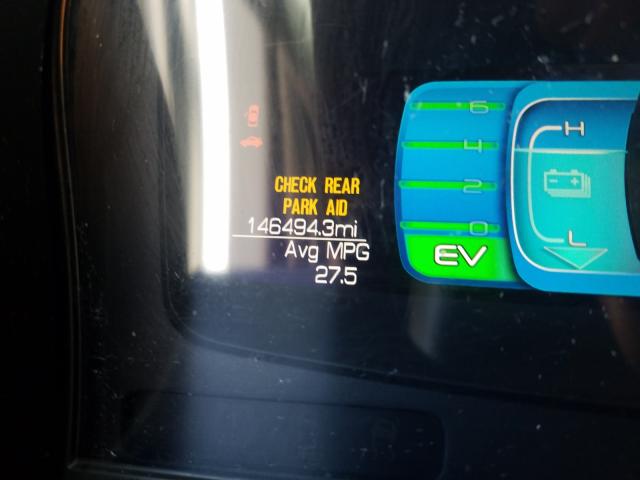 CHECK REAR
PARK AID
146494.3mi
Avg MPG
27.5
6
4
2
0
EV
H
L